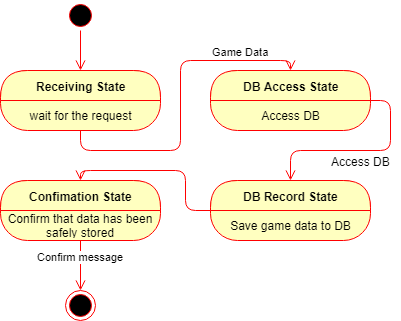 Game Data
Receiving State
wait for the request
DB Access State
Access DB
Access DB
Confimation State
Confirm that data has been
safely stored
DB Record State
Save game data to DB
Confirm message